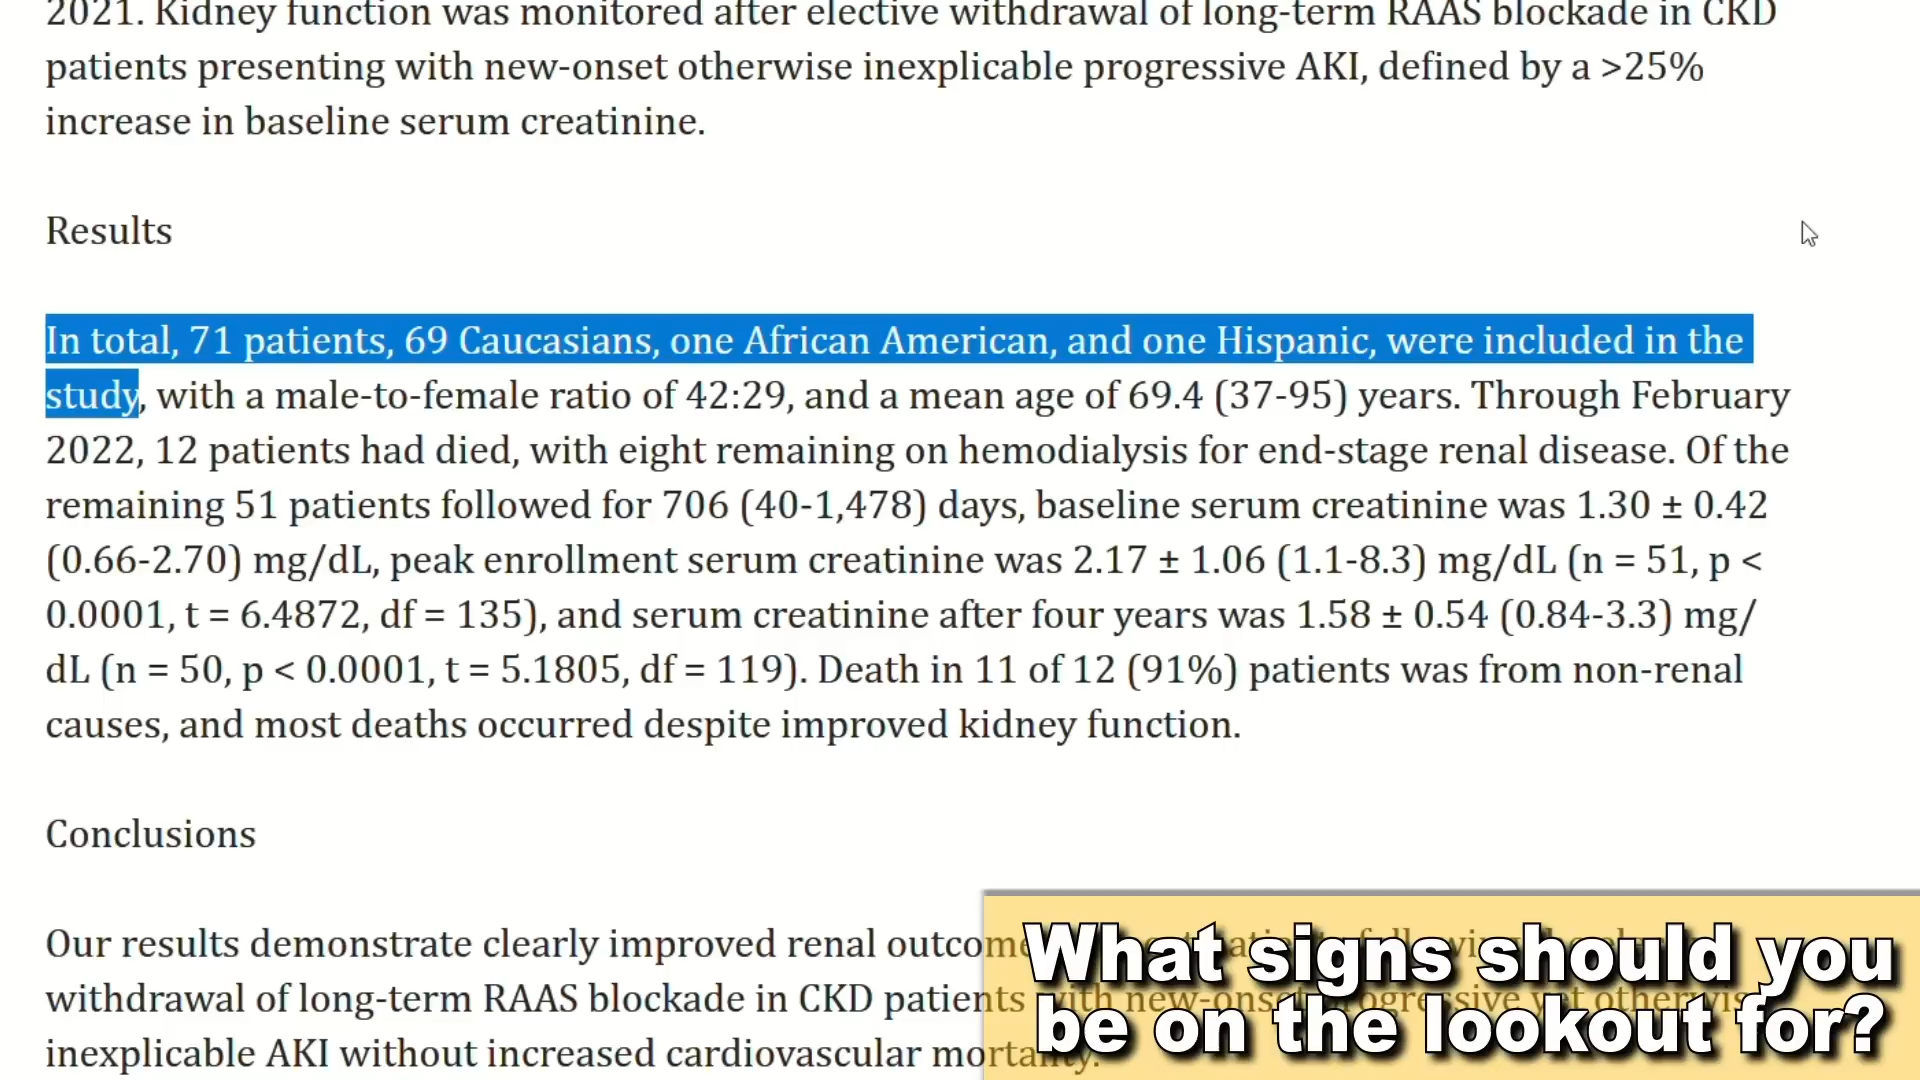 2021. Kidney function was monitored after elective withdrawal of long-term RAAS blockade in CKD
patients presenting with new-onset otherwise inexplicable progressive AKI, defined by a >25%
increase in baseline serum creatinine.
Results
In total, 71 patients, 69 Caucasians, one African American, and one Hispanic, were included in the
study, with a male-to-female ratio of 42:29, and a mean age of 69.4 (37-95) years. Through February
2022, 12 patients had died, with eight remaining on hemodialysis for end-stage renal disease. Of the
remaining 51 patients followed for 706 (40-1,478) days, baseline serum creatinine was 1.30 ± 0.42
(0.66-2.70) mg/dL, peak enrollment serum creatinine was 2.17 ± 1.06 (1.1-8.3) mg/dL (n = 51, p <
0.0001, t = 6.4872, df = 135), and serum creatinine after four years was 1.58 ± 0.54 (0.84-3.3) mg/
dL (n = 50, p < 0.0001, t = 5.1805, df = 119). Death in 11 of 12 (91%) patients was from non-renal
causes, and most deaths occurred despite improved kidney function.
Conclusions
Our results demonstrate clearly improved renal
withdrawal of long-term RAAS blockade in CKD patients with new-onset progressive yet
inexplicable AKI without increased cardiovascular mortality.
What signs should you
be on the lookout for?